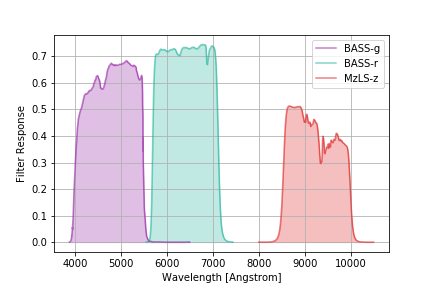 BASS-g
BASS-r
MzLS-z
0.7
0.6
0.5
0.4
0.3
0.2
0.1
0.0
Filter Response
4000 5000 6000 7000 8000 9000 10000
Wavelength [Angstrom]